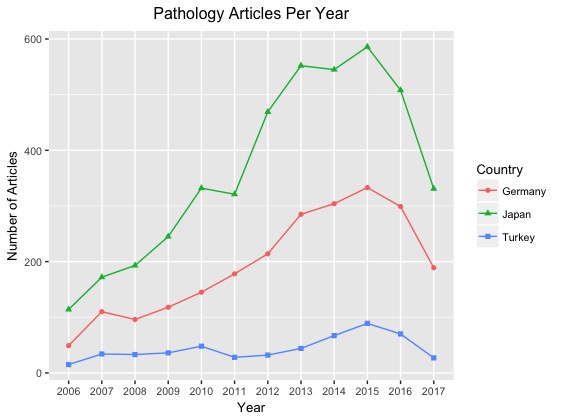 Pathology Articles Per Year
600
400
200
0
Number of Articles
2006 2007 2008 2009 2010 2011 2012 2013 2014 2015 2016 2017
Year
Country
Germany
Japan
Turkey